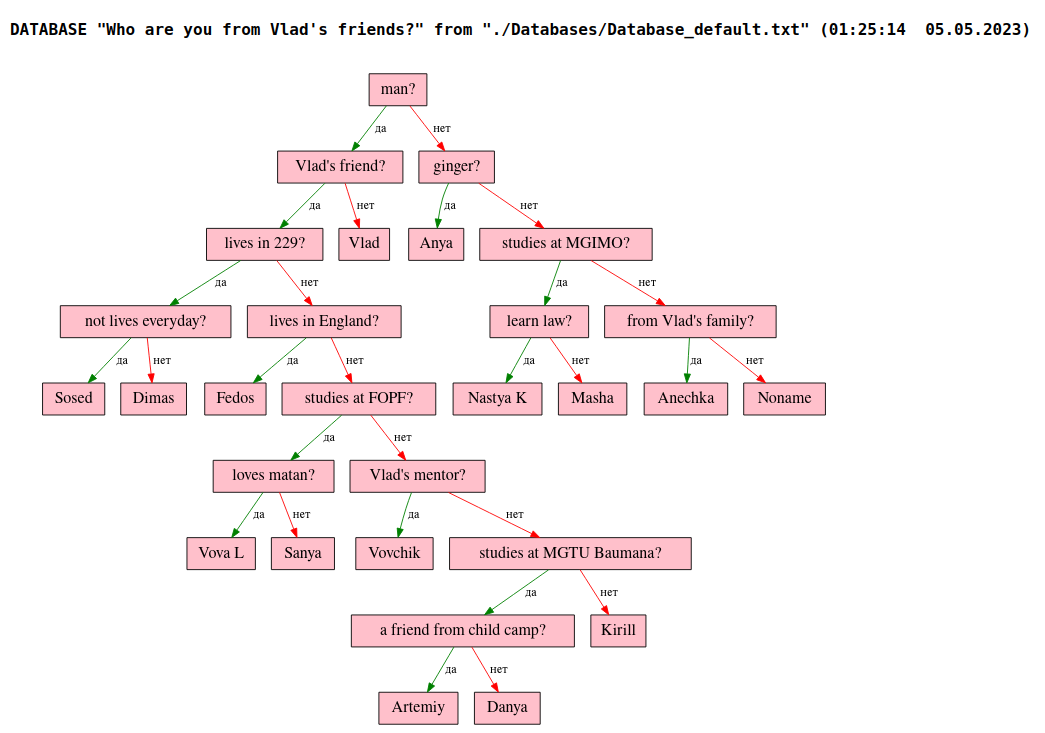 DATABASE "Who are you from Vlad's friends?" from "./Databases/Database_default.txt" (01:25:14  05.05.2023)
man?
да нет
Vlad's friend? ginger?
да нет да нет
lives in 229? Vlad Anya studies at MGIMO?
да нет да нет
not lives everyday? lives in England? learn law? from Vlad's family?
да нет да нет да нет да нет
Sosed Dimas Fedos studies at FOPF? Nastya K Masha Anechka Noname
да нет
loves matan? Vlad's mentor?
да нет да нет
Vova L Sanya Vovchik studies at MGTU Baumana?
да нет
a friend from child camp? Kirill
да нет
Artemiy Danya